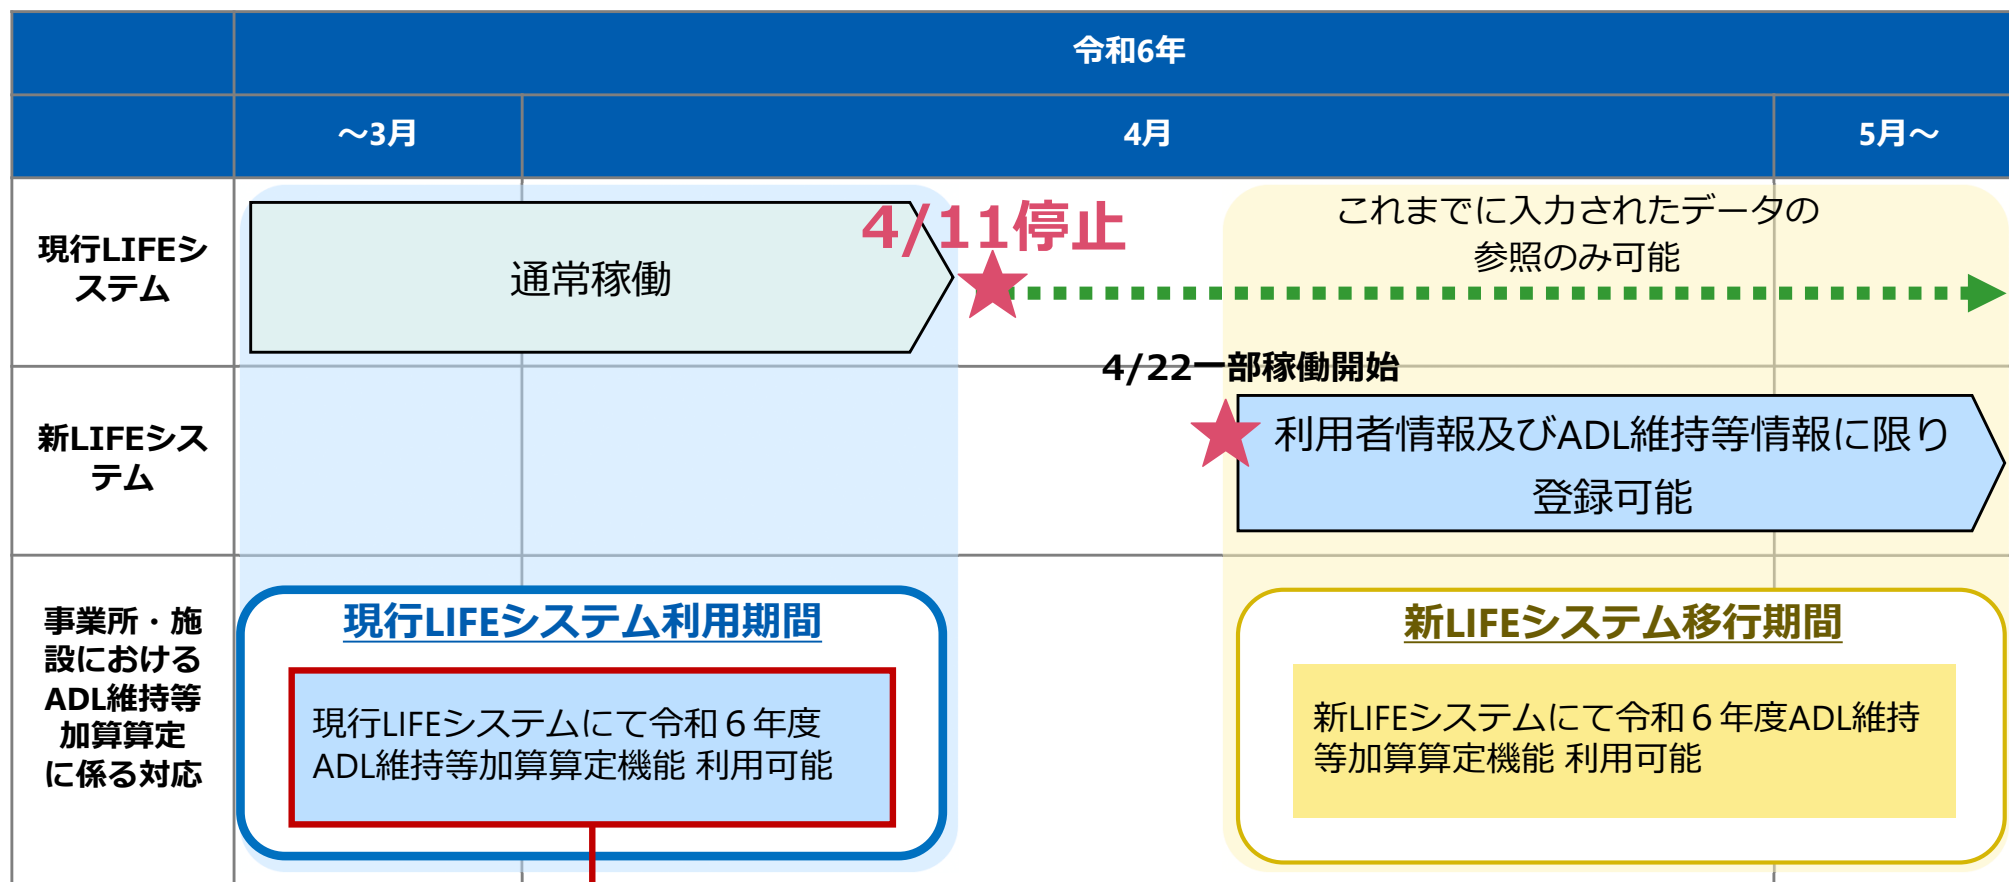 令和6年
～3月
4月
5月～
現行LIFEシ
ステム
通常稼働
4/11停止
これまでに入力されたデータの
参照のみ可能
新LIFEシス
テム
4/22一部稼働開始
利用者情報及びADL維持等情報に限り
登録可能
事業所・施
設における
ADL維持等
加算算定
に係る対応
現行LIFEシステム利用期間
現行LIFEシステムにて令和６年度
ADL維持等加算算定機能 利用可能
新LIFEシステム移行期間
新LIFEシステムにて令和６年度ADL維持
等加算算定機能 利用可能